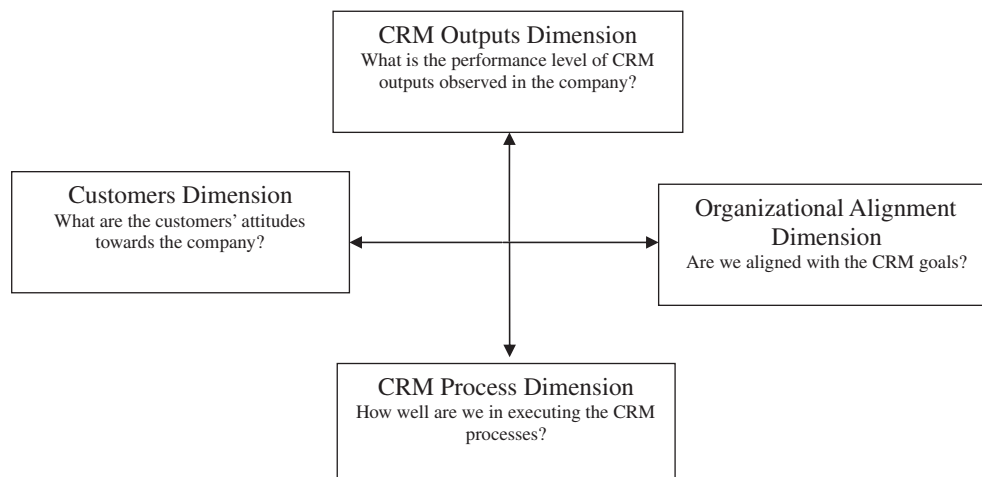 CRM Outputs Dimension
What is the performance level of CRM
outputs observed in the company?
Customers Dimension
What are the customers’ attitudes
towards the company?
Organizational Alignment
Dimension
Are we aligned with the CRM goals?
CRM Process Dimension
How well are we in executing the CRM
processes?